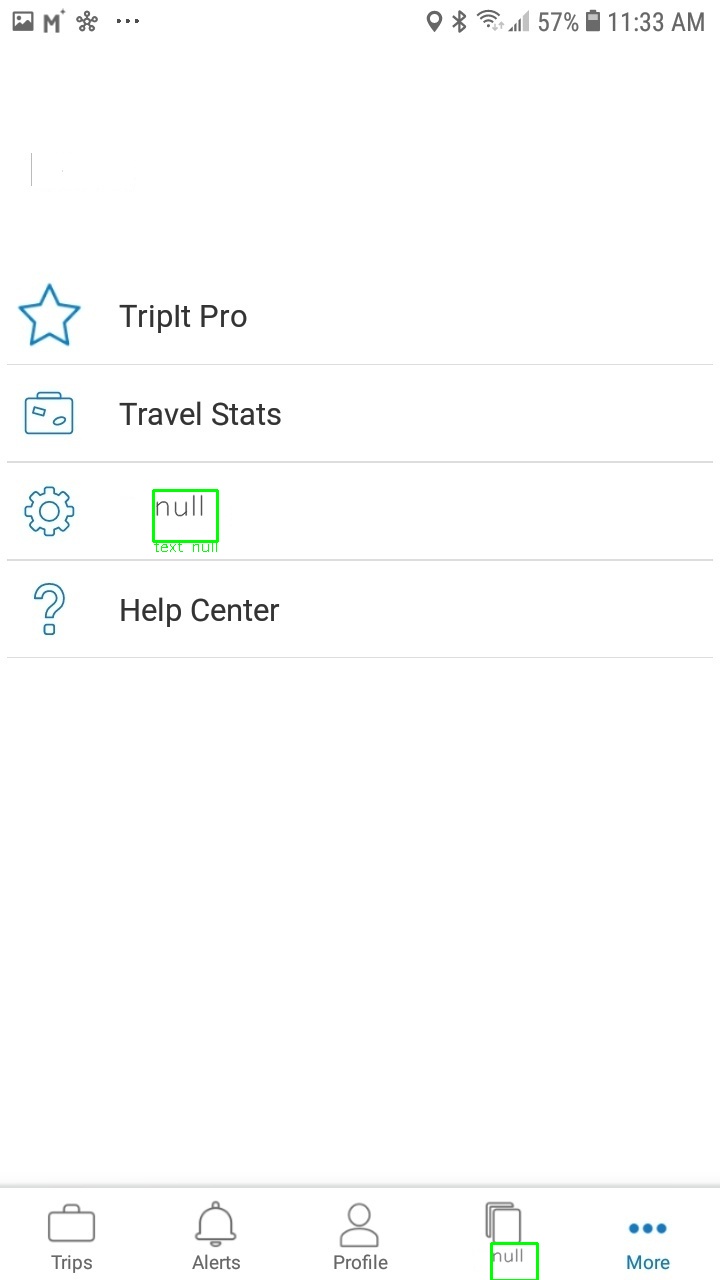 57% 11:33 AM
TripIt Pro
Travel Stats
null
text null
Help Center
null
Trips Alerts Profile More